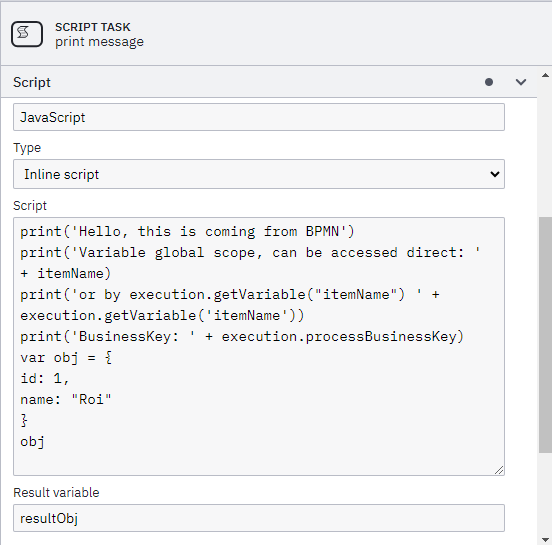 SCRIPT TASK
print message
Script
JavaScript
Type
Inline script
Script
print('Hello, this is coming from BPMN')
print('Variable global scope, can be accessed direct: '
+ itemName)
print('or by execution.getVariable("itemName") ' +
execution.getVariable('itemName'))
print('BusinessKey: ' + execution.processBusinessKey)
var obj = {
id: 1,
name: "Roi"
}
obj
Result variable
resultObj